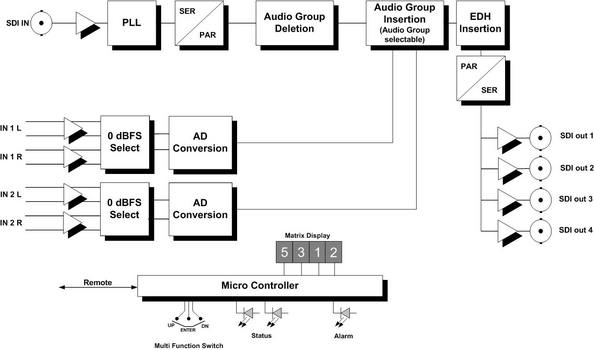 SDI IN
PLL
SER
PAR
Audio Group
Deletion
Audio Group
Insertion
(Audio Group
selectable)
EDH
Insertion
PAR
SER
IN 1 L
IN 1 R
0 dBFS
Select
AD
Conversion
IN 2 L
IN 2 R
0 dBFS
Select
AD
Conversion
SDI out 1
SDI out 2
SDI out 3
SDI out 4
Matrix Display
5 3 1 2
Remote
Micro Controller
UP ENTER DN
Multi Function Switch
Status
Alarm